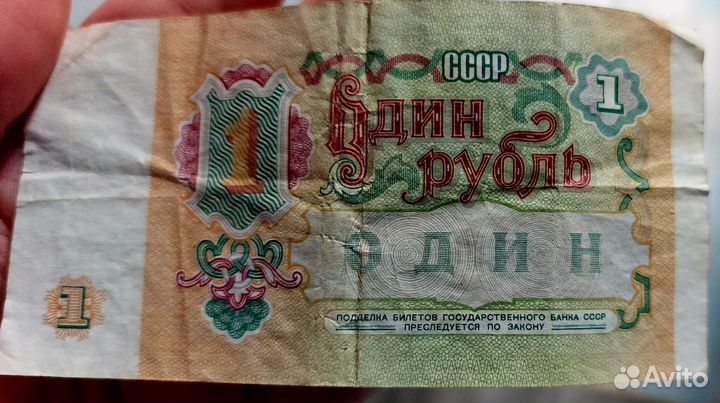 СССР
1
1
Один
рубль
ОДИН
1
ПОДДЕЛКА БИЛЕТОВ ГОСУДАРСТВЕННОГО БАНКА СССР
ПРЕСЛЕДУЕТСЯ ПО ЗАКОНУ
Avito